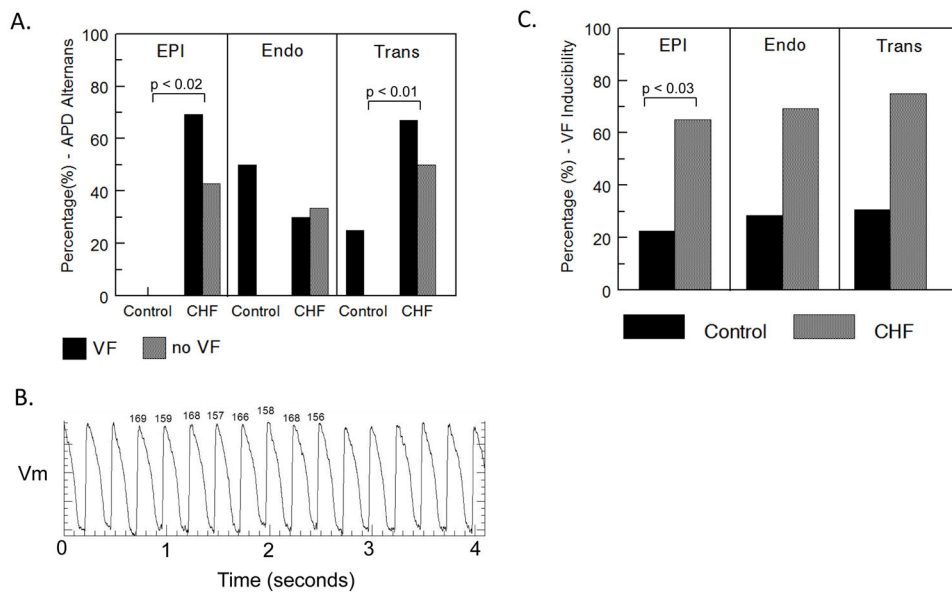 A.
Percentage(%) - APD Alternans
100
80
60
40
20
0
EPI Endo Trans
p < 0.02
p < 0.01
Control CHF Control CHF Control CHF
VF no VF
C.
Percentage (%) - VF Inducibility
100
80
60
40
20
0
EPI Endo Trans
p < 0.03
Control CHF
B.
Vm
169 159 168 157 166 158 168 156
0 1 2 3 4
Time (seconds)